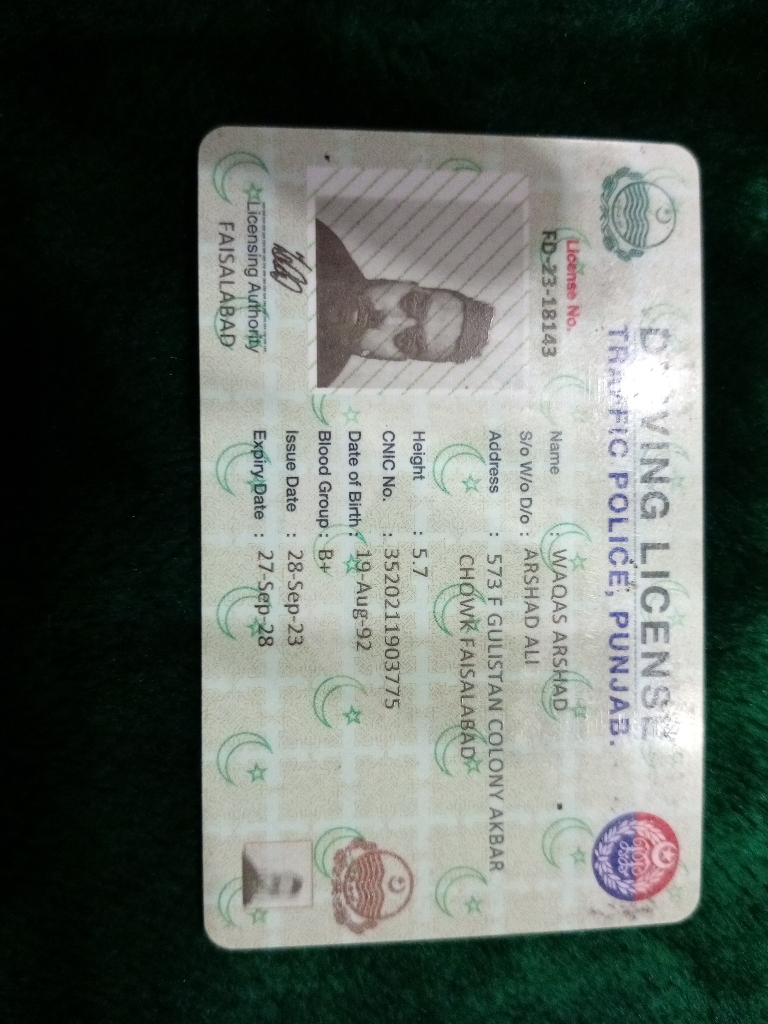 DRIVING LICENSE
TRAFFIC POLICE, PUNJAB.
License No.
FD-23-18143
Name : WAQAS ARSHAD
S/o W/o D/o : ARSHAD ALI
Address : 573 F GULISTAN COLONY AKBAR
CHOWK FAISALABAD
Height : 5.7
CNIC No. : 3520211903775
Date of Birth : 19-Aug-92
Blood Group : B+
Issue Date : 28-Sep-23
Expiry Date : 27-Sep-28
Licensing Authority
FAISALABAD